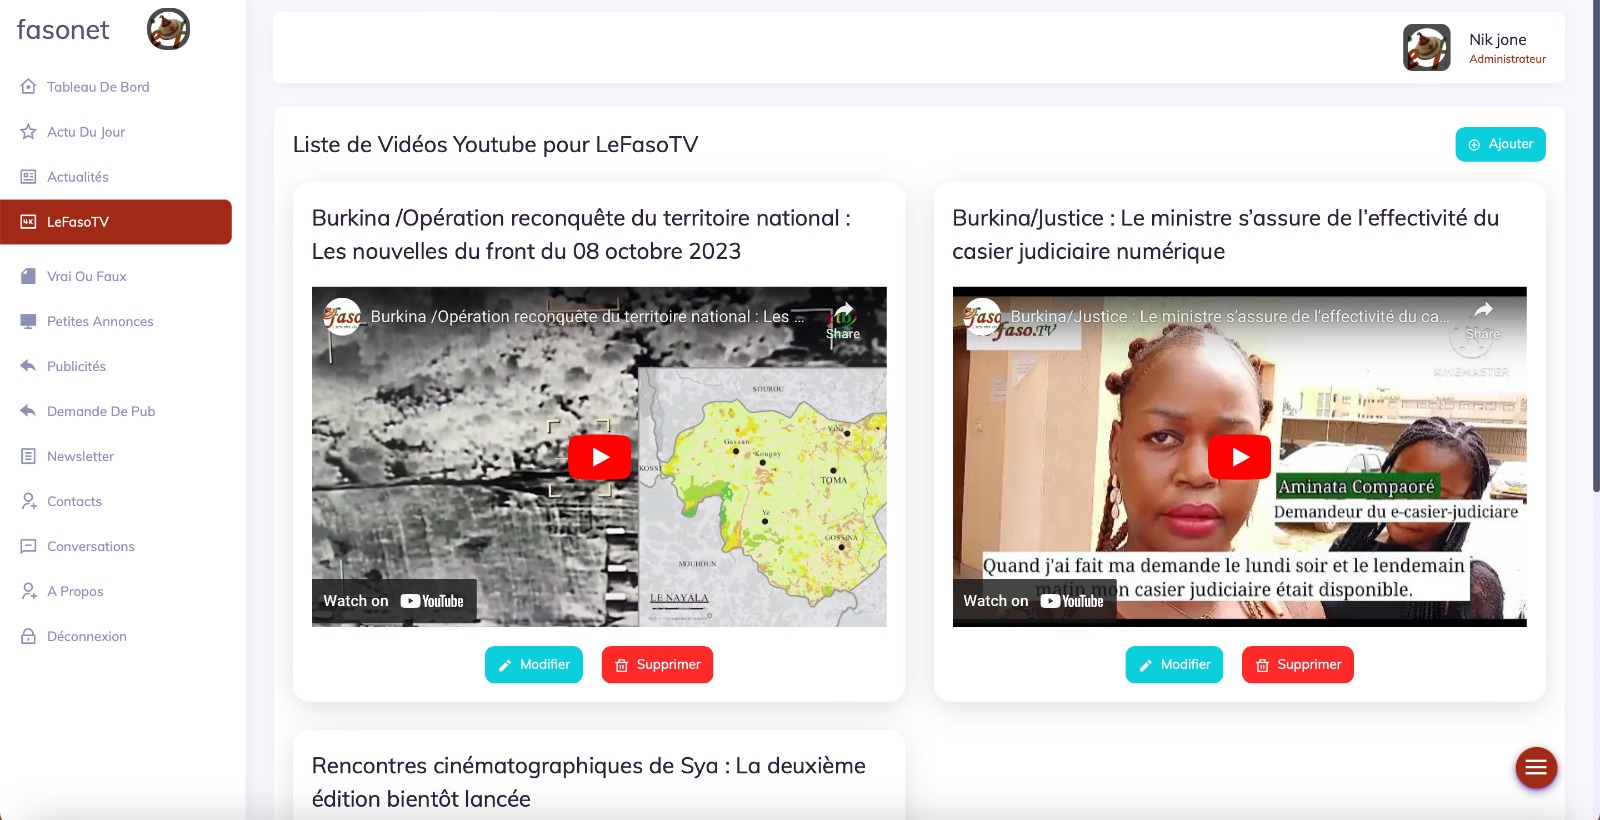 fasonet
Nik jone
Administrateur
Tableau De Bord
Actu Du Jour
Actualités
LeFasoTV
Vrai Ou Faux
Petites Annonces
Publicités
Demande De Pub
Newsletter
Contacts
Conversations
A Propos
Déconnexion
Liste de Vidéos Youtube pour LeFasoTV
Ajouter
Burkina /Opération reconquête du territoire national :
Les nouvelles du front du 08 octobre 2023
Burkina /Opération reconquête du territoire national : Les ...
Share
SOUROU
Yaba
Gassan
Kougny
KOSSI
TOMA
Ye
GOSSINA
MOUHOUN
LE NAYALA
Watch on YouTube
Modifier
Supprimer
Burkina/Justice : Le ministre s’assure de l’effectivité du
casier judiciaire numérique
Burkina/Justice : Le ministre s’assure de l’effectivité du ca...
Share
faso.TV
KINEMASTER
Aminata Compaoré
Demandeur du e-casier-judiciare
Quand j'ai fait ma demande le lundi soir et le lendemain
matin mon casier judiciaire était disponible.
Watch on YouTube
Modifier
Supprimer
Rencontres cinématographiques de Sya : La deuxième
édition bientôt lancée